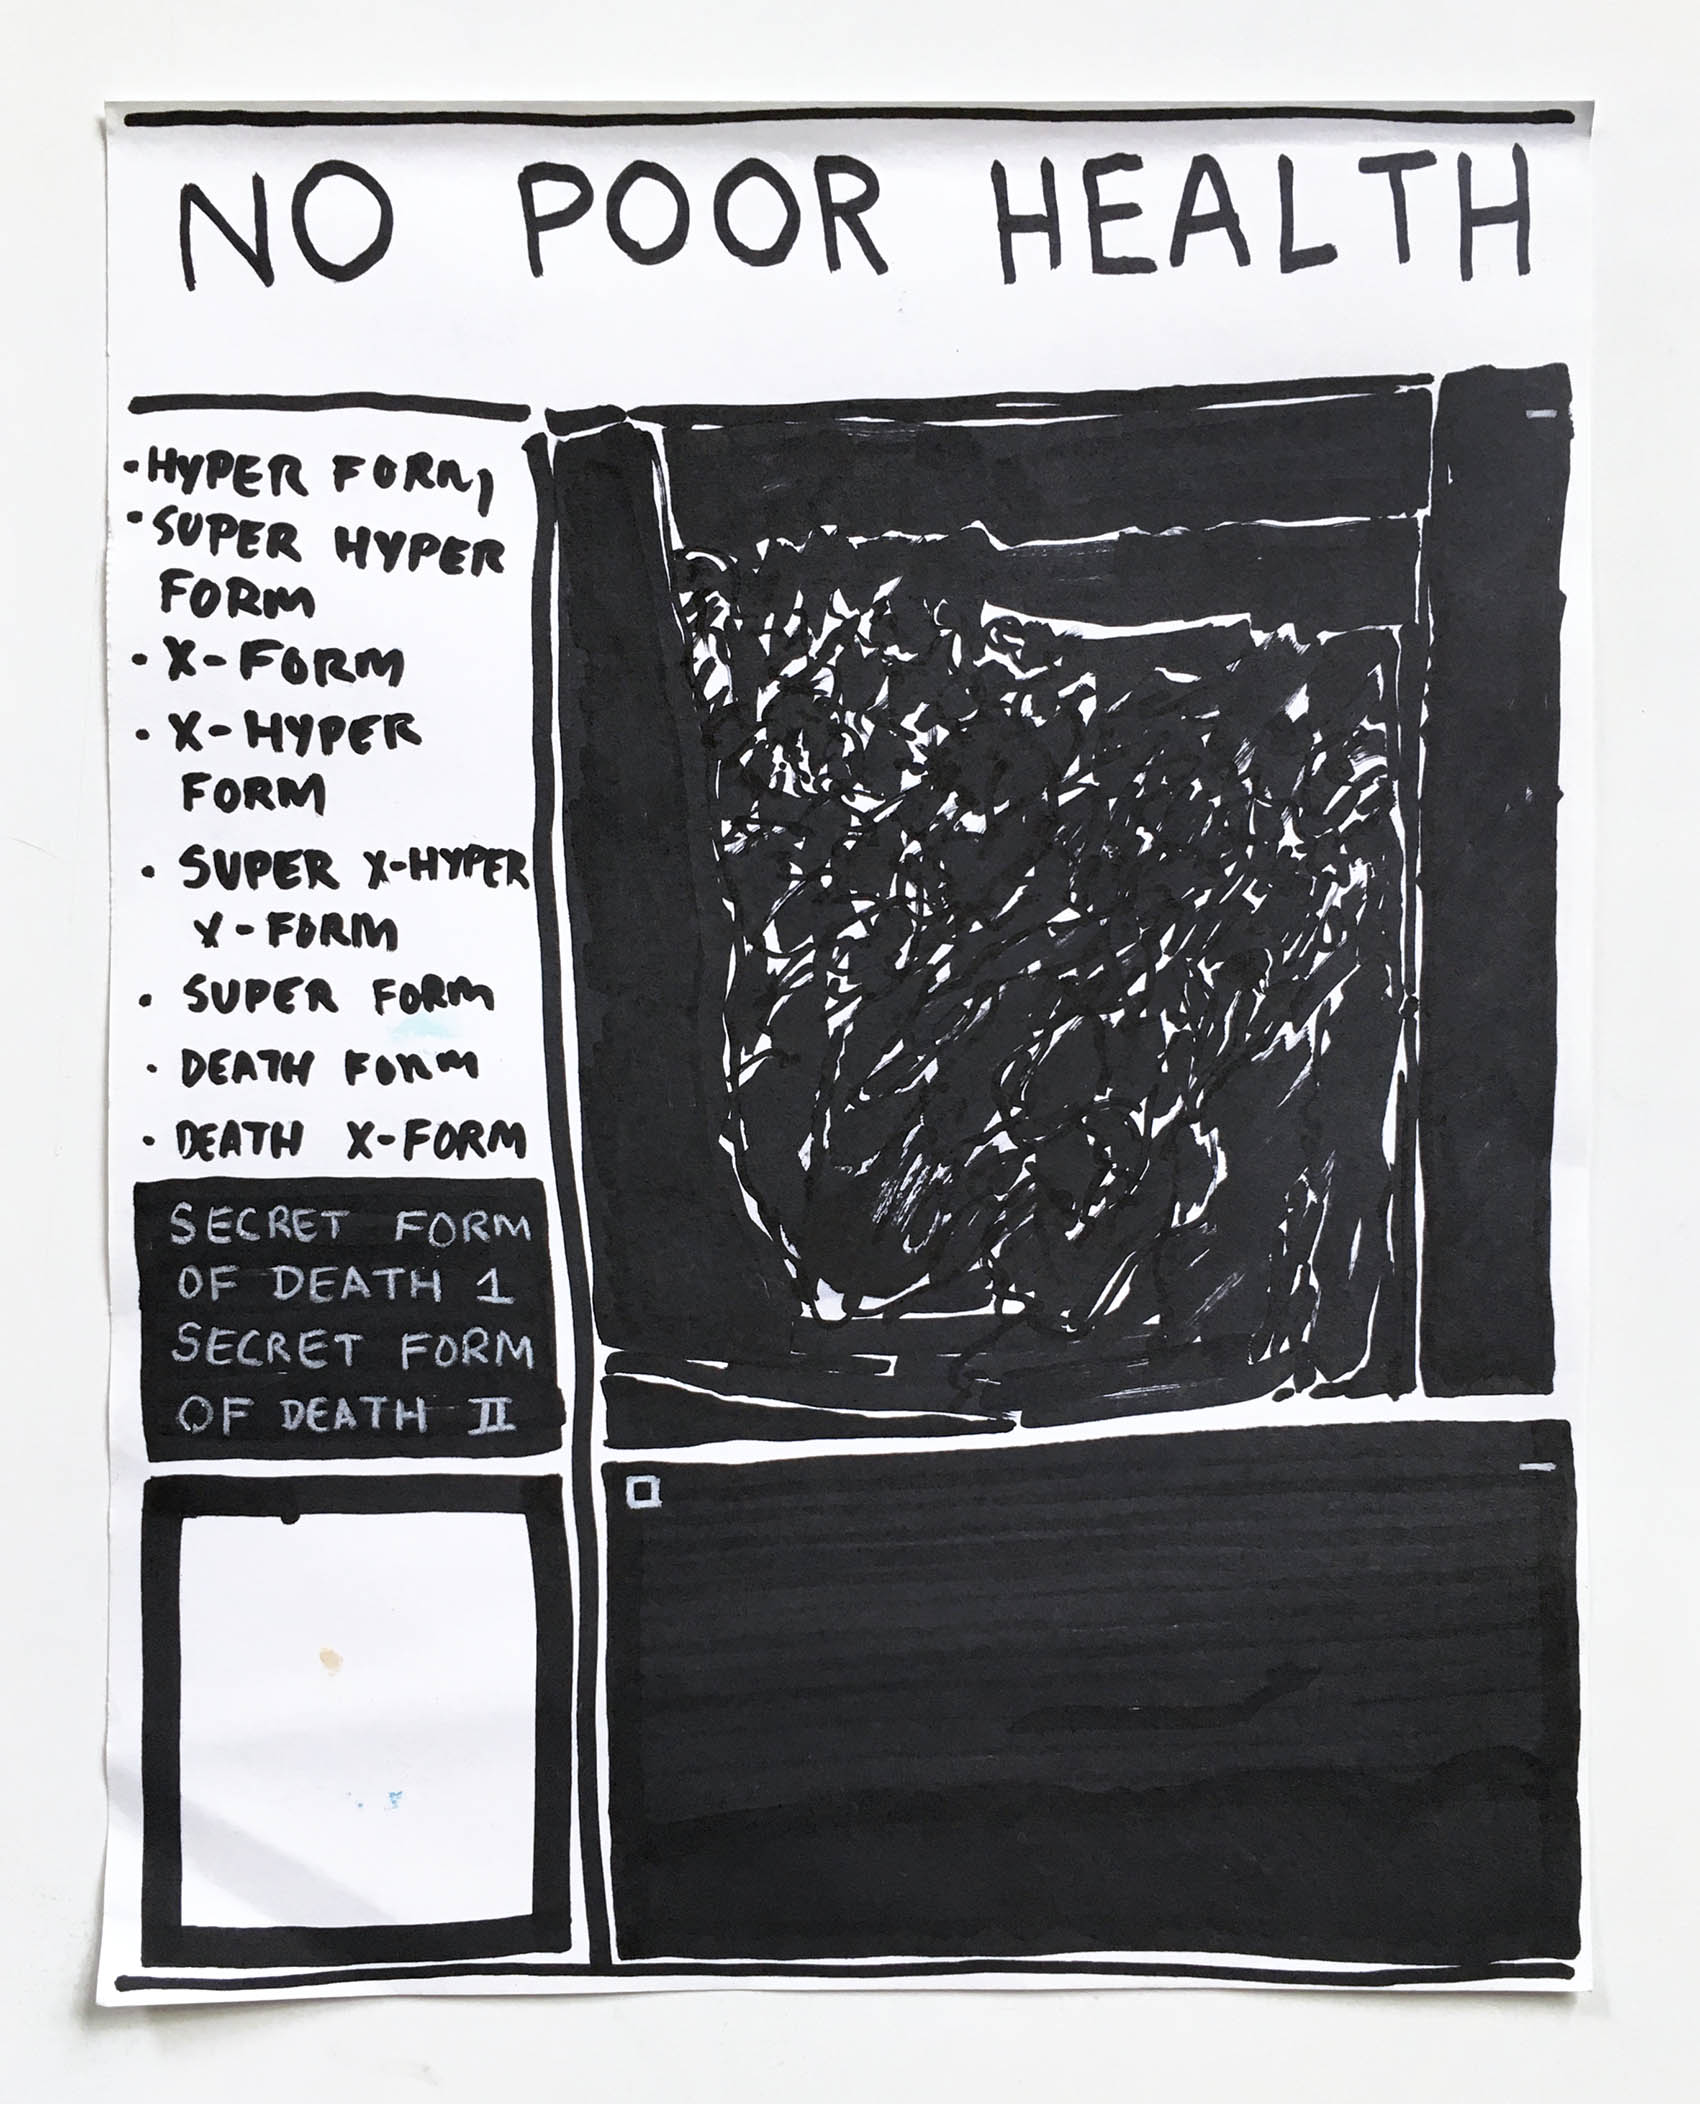 NO POOR HEALTH
·HYPER FORM
·SUPER HYPER
FORM
·X-FORM
·X-HYPER
FORM
·SUPER X-HYPER
X-FORM
·SUPER FORM
·DEATH FORM
·DEATH X-FORM
SECRET FORM
OF DEATH 1
SECRET FORM
OF DEATH II